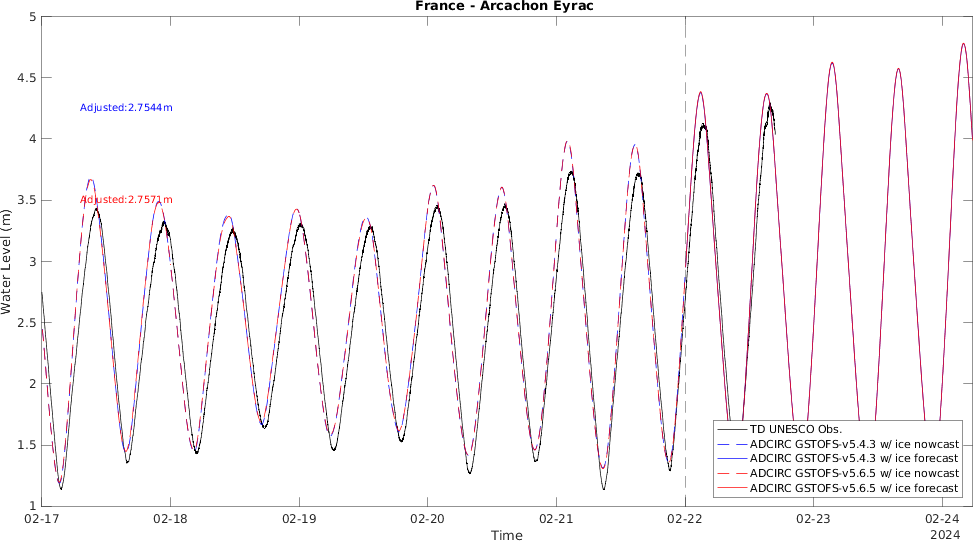 France - Arcachon Eyrac
5
4.5
4
3.5
3
2.5
2
1.5
1
Water Level (m)
Adjusted:2.7544m
Adjusted:2.7571m
TD UNESCO Obs.
ADCIRC GSTOFS-v5.4.3 w/ ice nowcast
ADCIRC GSTOFS-v5.4.3 w/ ice forecast
ADCIRC GSTOFS-v5.6.5 w/ ice nowcast
ADCIRC GSTOFS-v5.6.5 w/ ice forecast
02-17 02-18 02-19 02-20 02-21 02-22 02-23 02-24
Time
2024